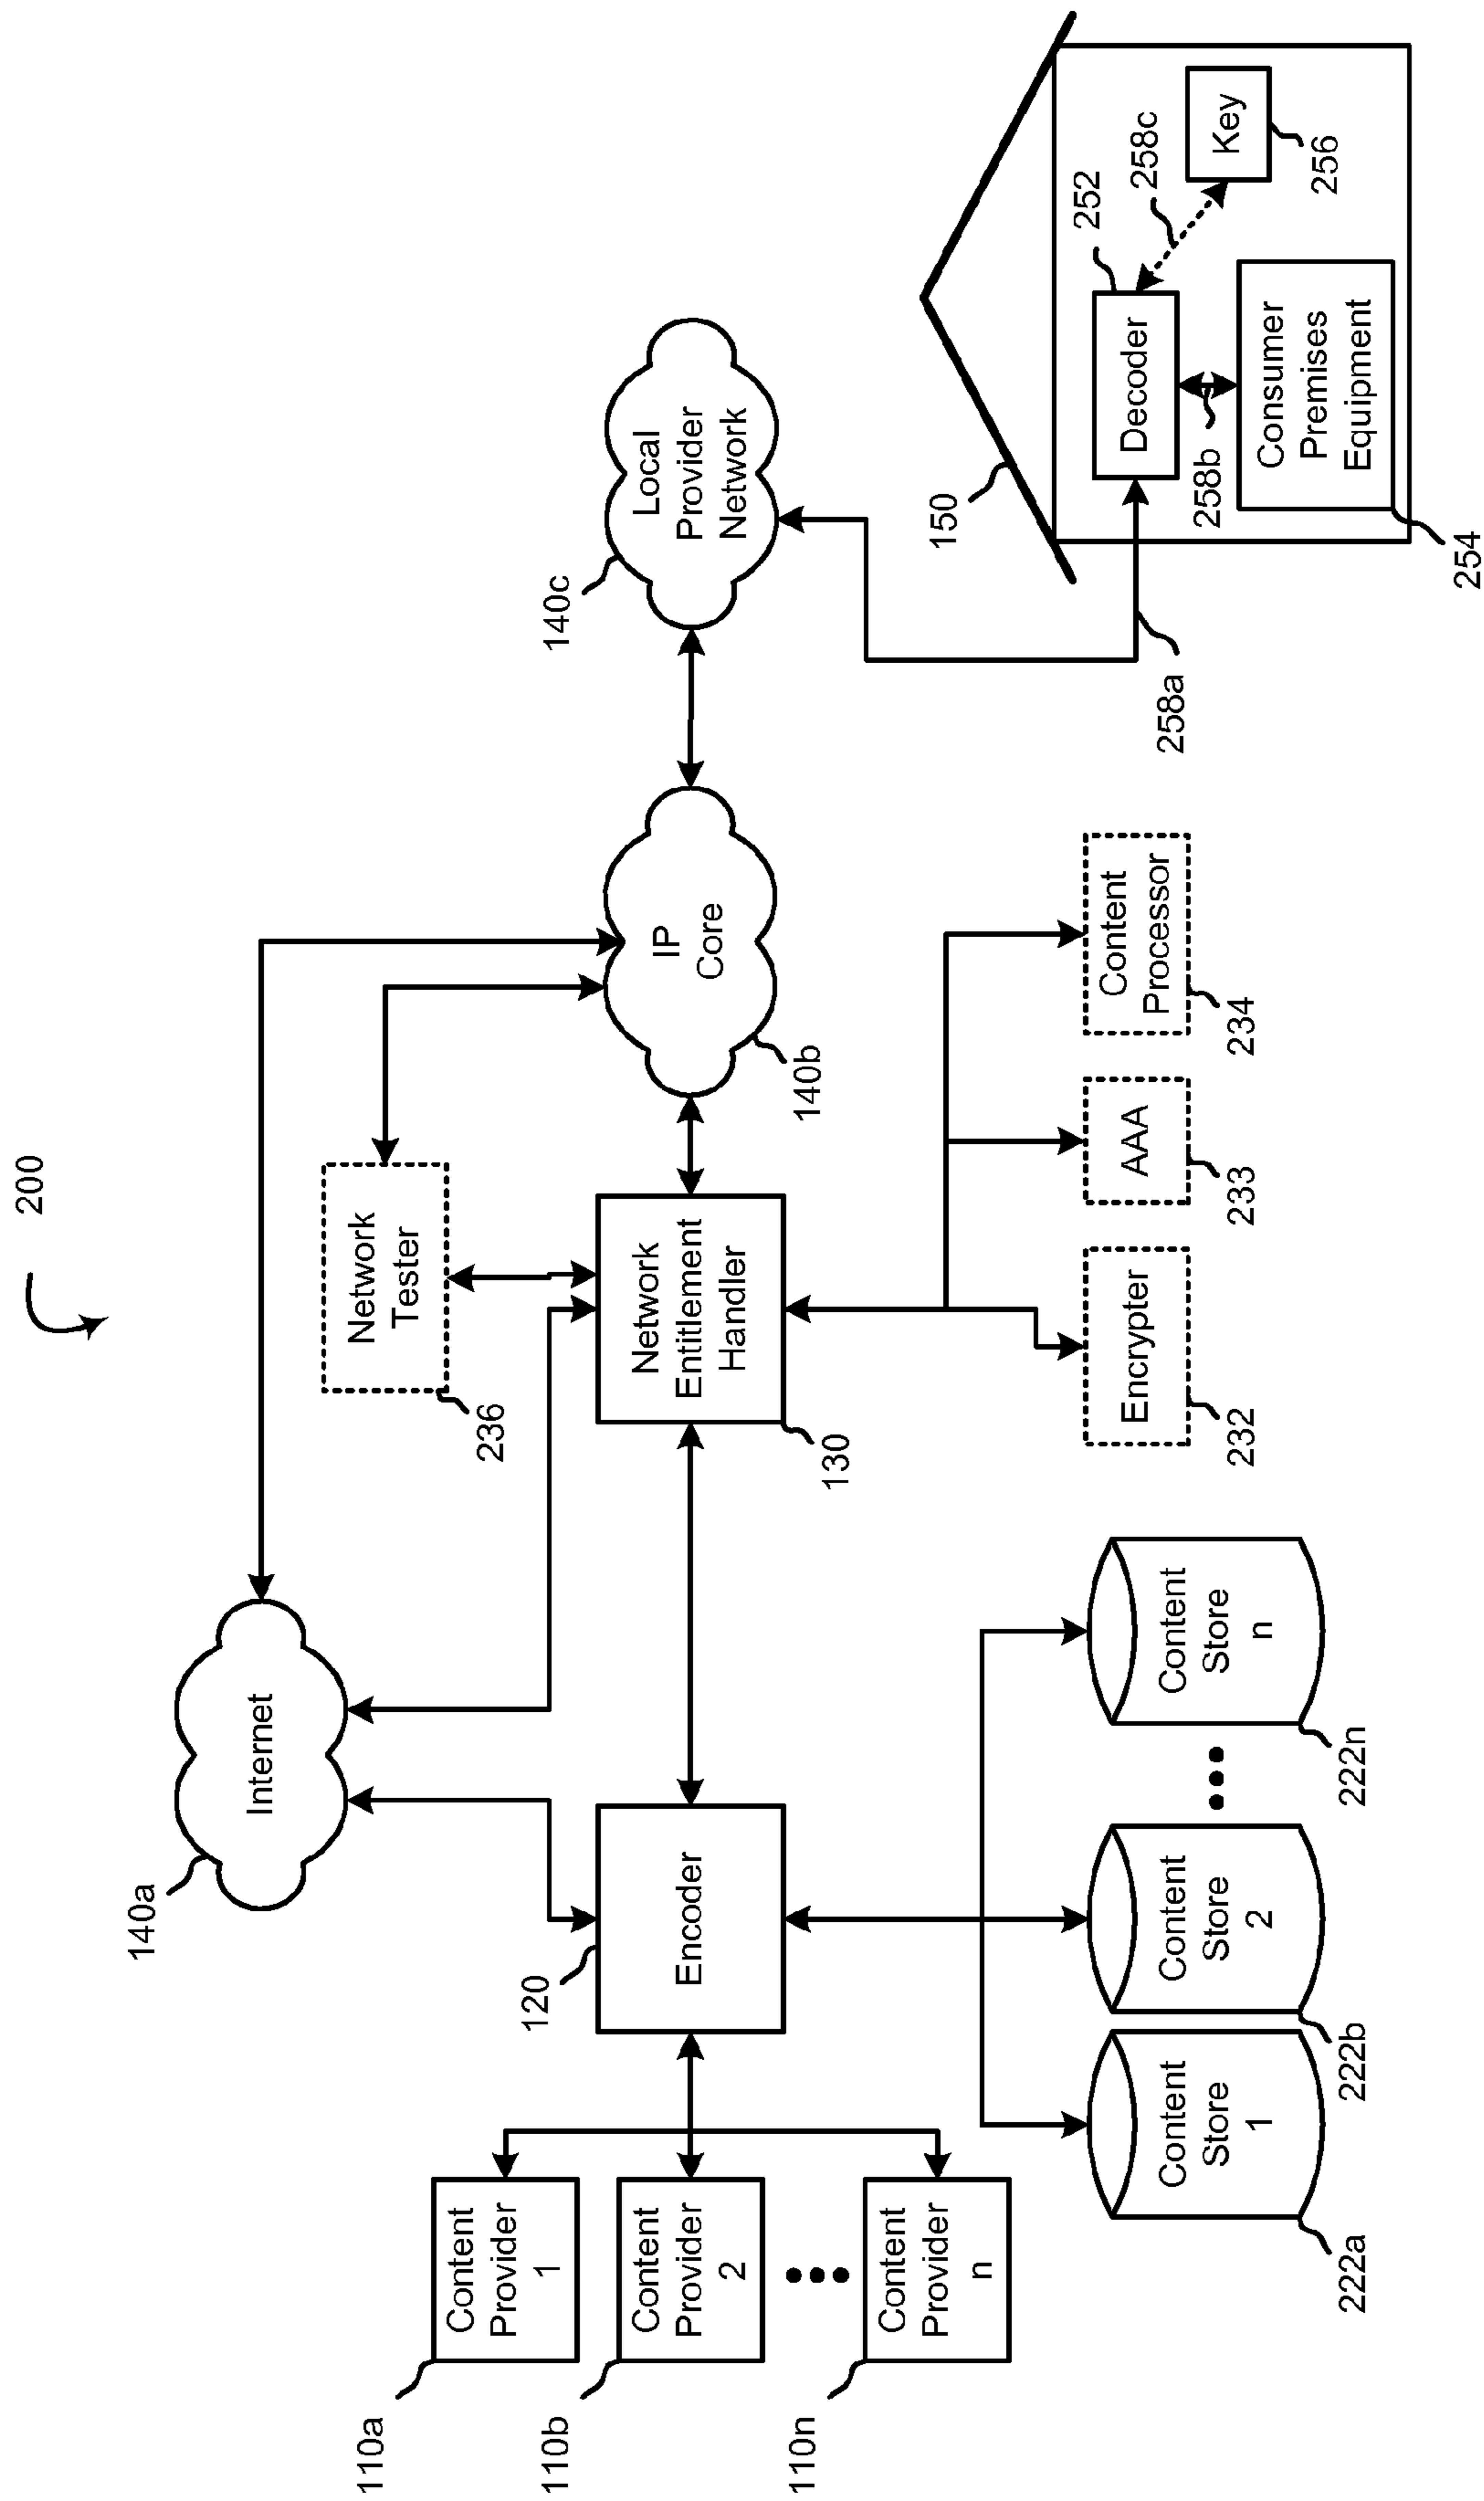 200
140a
Internet
Network
Tester
236
110a
Content
Provider
1
110b
Content
Provider
2
110n
Content
Provider
n
120
Encoder
Network
Entitlement
Handler
130
IP
Core
140b
140c
Local
Provider
Network
222a
Content
Store
1
222b
Content
Store
2
222n
Content
Store
n
Encrypter
232
AAA
233
Content
Processor
234
150
258a
Decoder
252
258b
258c
Key
256
Consumer
Premises
Equipment
254